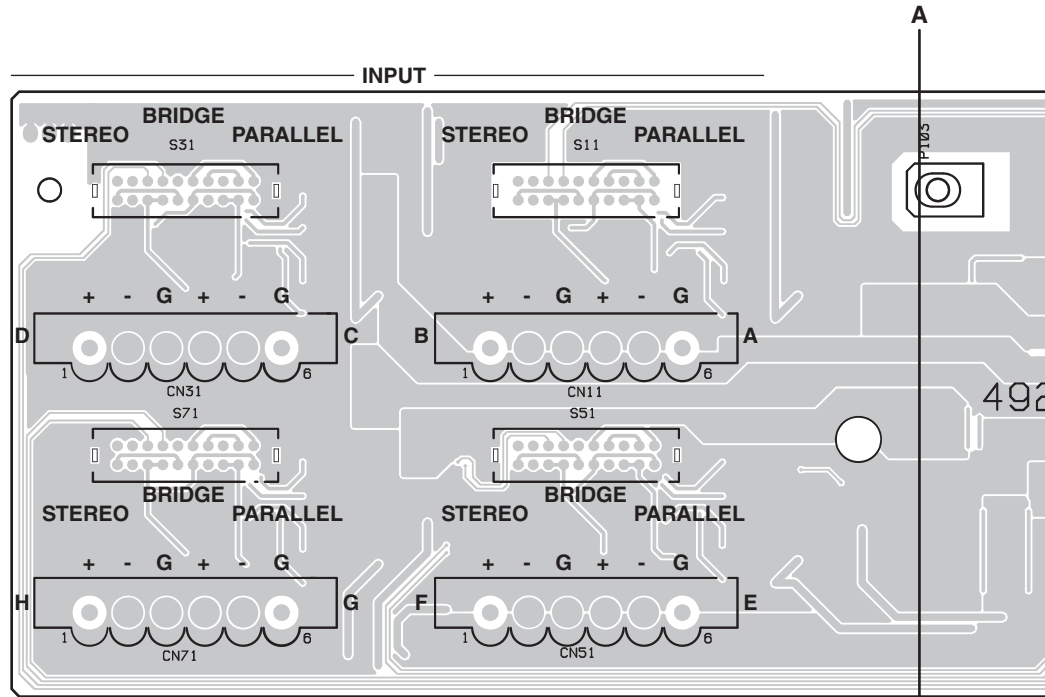 A
INPUT
BRIDGE BRIDGE
STEREO PARALLEL STEREO PARALLEL
S31 S11
P103
+ - G + - G + - G + - G
D C B A
1 6 1 6
CN31 CN11
492
S71 S51
BRIDGE BRIDGE
STEREO PARALLEL STEREO PARALLEL
+ - G + - G + - G + - G
H G F E
1 6 1 6
CN71 CN51